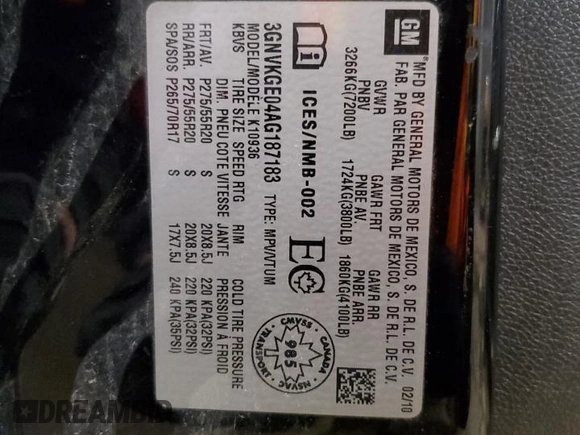 GM
MFD BY GENERAL MOTORS DE MEXICO, S. DE R.L. DE C.V. 02/10
FAB. PAR GENERAL MOTORS DE MEXICO, S. DE R.L. DE C.V.
GVWR GAWR FRT GAWR RR
PNBV PNBE AV. PNBE ARR.
3266KG(7200LB) 1724KG(3800LB) 1860KG(4100LB)
i ICES/NMB-002 EC
CANADA CMVSS TRANSPORT NSVAC 985
3GNVKGE04AG187183 TYPE: MPV/VTUM
MODEL/MODELE K10936
KBVS TIRE SIZE SPEED RTG RIM COLD TIRE PRESSURE
DIM. PNEU COTE VITESSE JANTE PRESSION A FROID
FRT/AV. P275/55R20 S 20X8.5J 220 KPA(32PSI)
RR/ARR. P275/55R20 S 20X8.5J 220 KPA(32PSI)
SPA/SOS P265/70R17 S 17X7.5J 240 KPA(35PSI)
DREAMBID